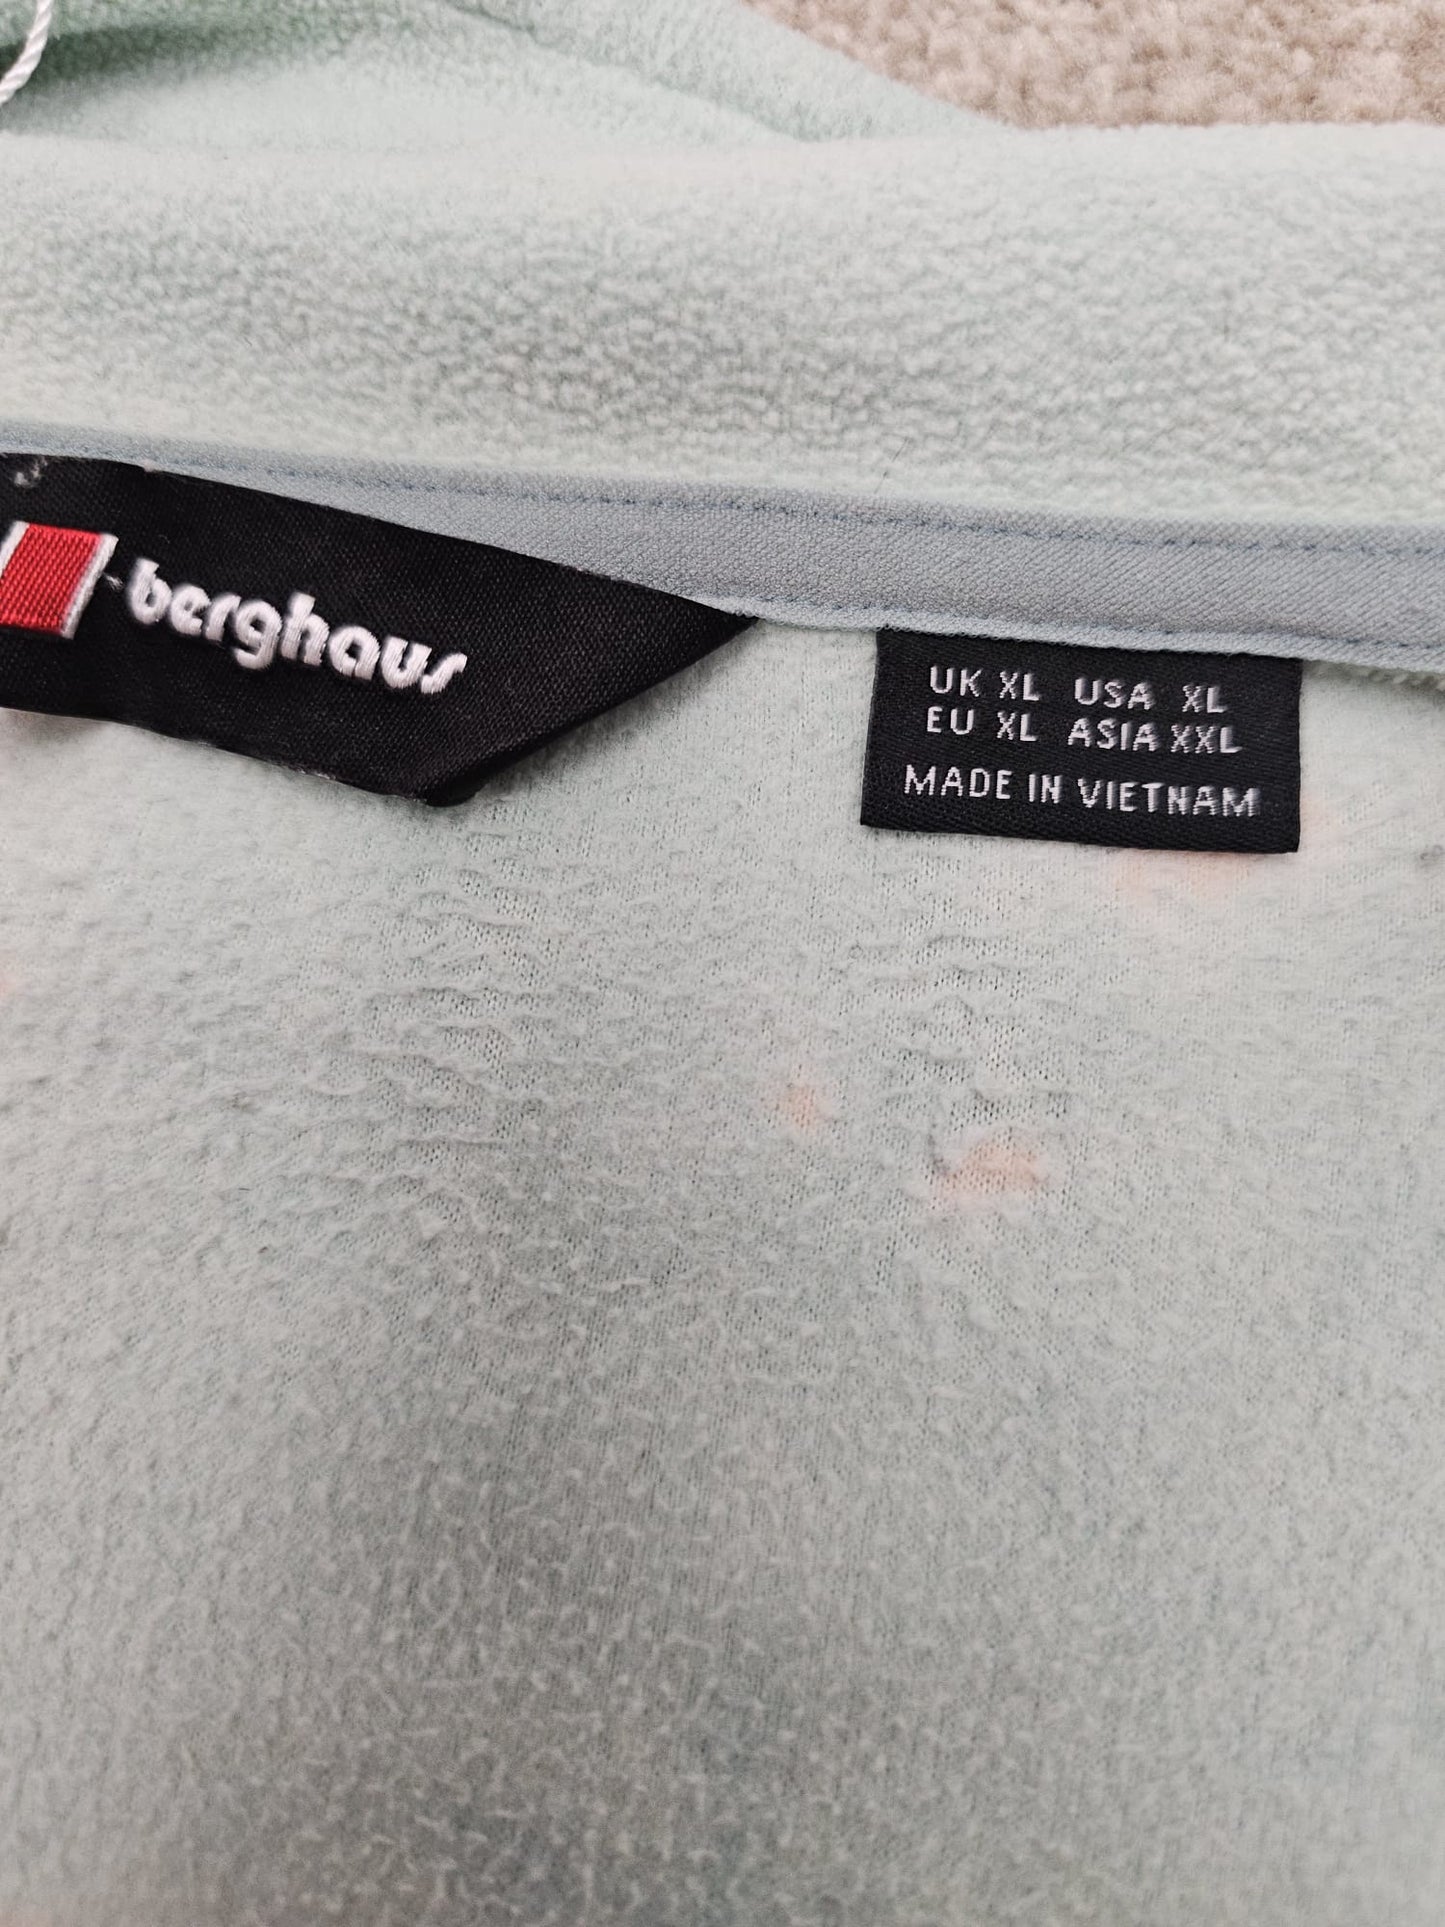 berghaus
UK XL USA XL
EU XL ASIA XXL
MADE IN VIETNAM